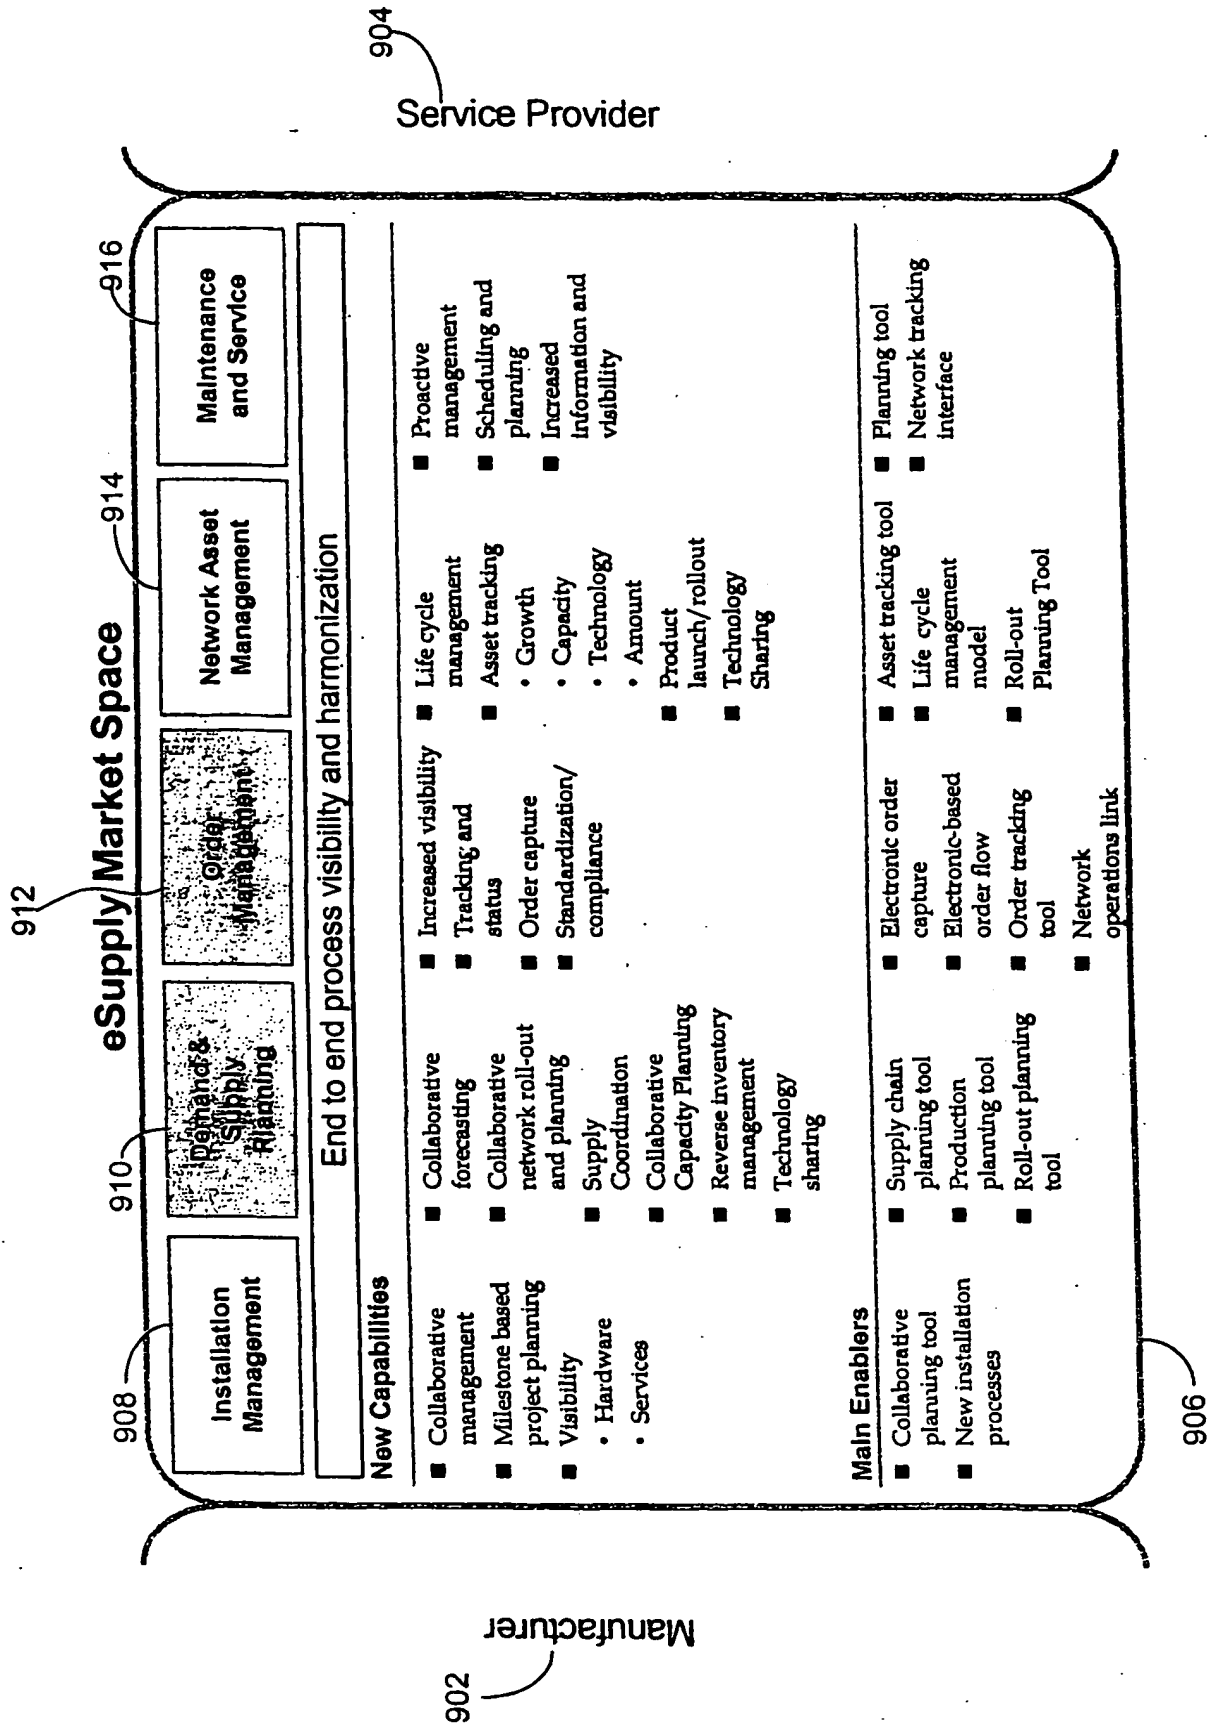 eSupply Market Space
912
914
916
910
908
Installation
Management
Demand &
Supply
Planning
Order
Management
Network Asset
Management
Maintenance
and Service
End to end process visibility and harmonization
New Capabilities
■ Collaborative
management
■ Milestone based
project planning
■ Visibility
• Hardware
• Services
■ Collaborative
forecasting
■ Collaborative
network roll-out
and planning
■ Supply
Coordination
■ Collaborative
Capacity Planning
■ Reverse inventory
management
■ Technology
sharing
■ Increased visibility
■ Tracking and
status
■ Order capture
■ Standardization/
compliance
■ Life cycle
management
■ Asset tracking
• Growth
• Capacity
• Technology
• Amount
■ Product
launch/rollout
■ Technology
Sharing
■ Proactive
management
■ Scheduling and
planning
■ Increased
information and
visibility
Main Enablers
■ Collaborative
planning tool
■ New installation
processes
■ Supply chain
planning tool
■ Production
planning tool
■ Roll-out planning
tool
■ Electronic order
capture
■ Electronic-based
order flow
■ Order tracking
tool
■ Network
operations link
■ Asset tracking tool
■ Life cycle
management
model
■ Roll-out
Planning Tool
■ Planning tool
■ Network tracking
interface
Manufacturer
902
Service Provider
904
906